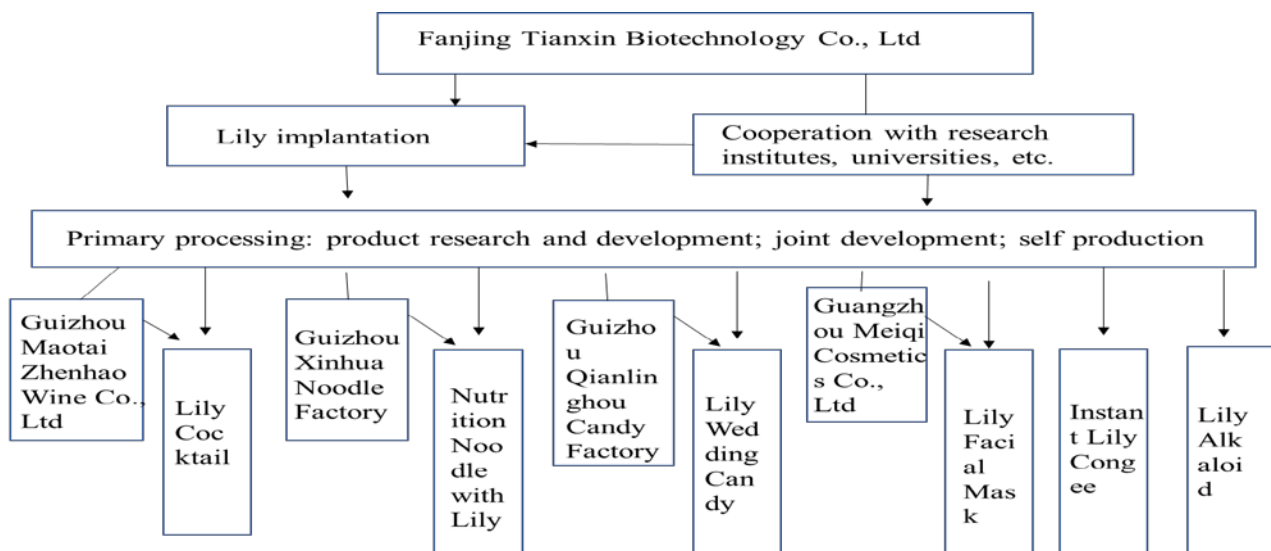 Fanjing Tianxin Biotechnology Co., Ltd
Lily implantation
Cooperation with research
institutes, universities, etc.
Primary processing: product research and development; joint development; self production
Guizhou
Maotai
Zhenhao
Wine Co.,
Ltd
Lily
Coc
ktail
Guizhou
Xinhua
Noodle
Factory
Nutr
ition
Noo
dle
with
Lily
Guizho
u
Qianlin
ghou
Candy
Factory
Lily
Wed
ding
Can
dy
Guangzh
ou Meiqi
Cosmetic
s Co.,
Ltd
Lily
Faci
al
Mas
k
Instan
t Lily
Cong
ee
Lily
Alk
aloi
d